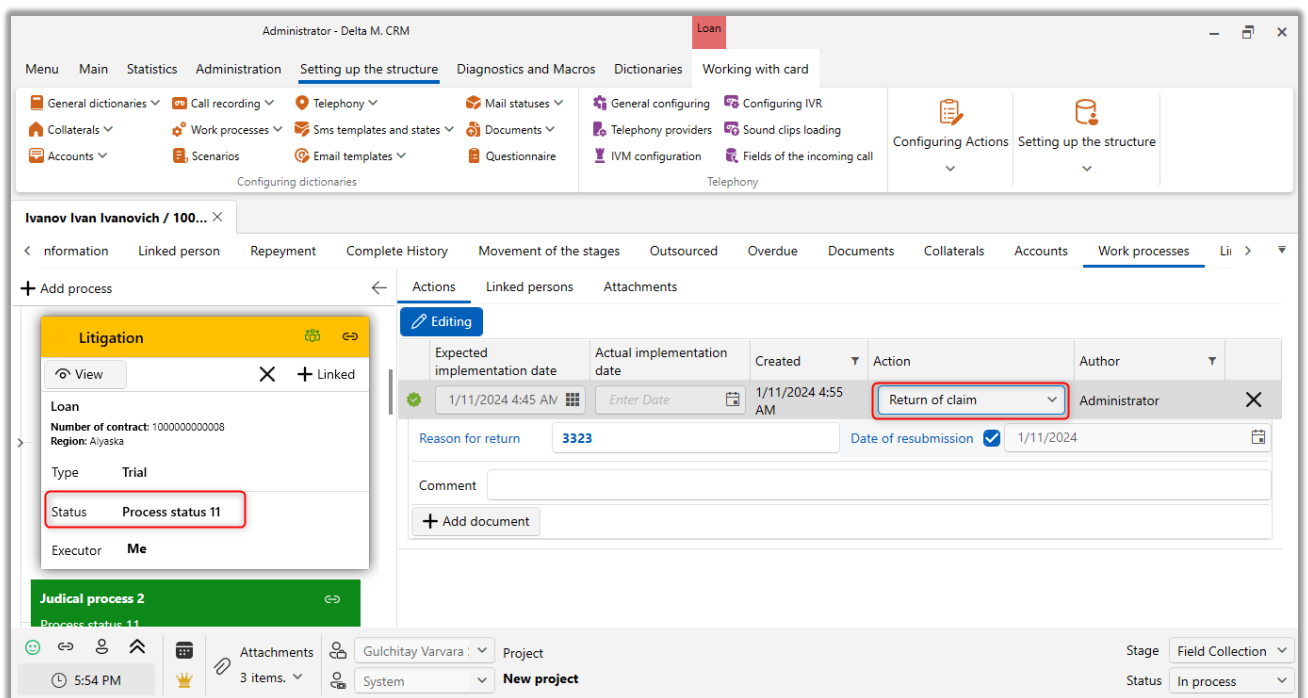 Administrator - Delta M. CRM
Loan
Menu Main Statistics Administration Setting up the structure Diagnostics and Macros Dictionaries Working with card
General dictionaries Call recording Telephony Mail statuses General configuring Configuring IVR
Collaterals Work processes Sms templates and states Documents Telephony providers Sound clips loading
Accounts Scenarios Email templates Questionnaire IVM configuration Fields of the incoming call
Configuring Actions Setting up the structure
Configuring dictionaries Telephony
Ivanov Ivan Ivanovich / 100...
nformation Linked person Repeyment Complete History Movement of the stages Outsourced Overdue Documents Collaterals Accounts Work processes Li
Add process
Actions Linked persons Attachments
Editing
Litigation
View Linked
Loan
Number of contract: 1000000000008
Region: Alyaska
Type Trial
Status Process status 11
Executor Me
Judical process 2
Process status 11
Expected implementation date
Actual implementation date
Created Action Author
1/11/2024 4:45 AM Enter Date 1/11/2024 4:55 AM Return of claim Administrator
Reason for return 3323 Date of resubmission 1/11/2024
Comment
Add document
Attachments Gulchitay Varvara Project Stage Field Collection
5:54 PM 3 items. System New project Status In process